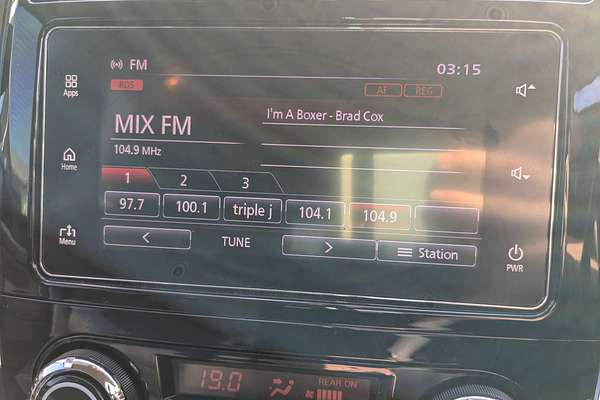 FM
03:15
Apps
RDS
AF REG
MIX FM
I'm A Boxer - Brad Cox
104.9 MHz
Home
1 2 3
97.7 100.1 triple j 104.1 104.9
Menu
< TUNE > Station
PWR
19.0 REAR ON